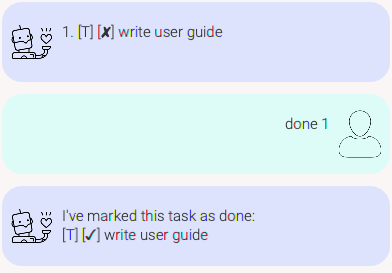 1. [T] [✘] write user guide
done 1
I've marked this task as done:
[T] [✓] write user guide